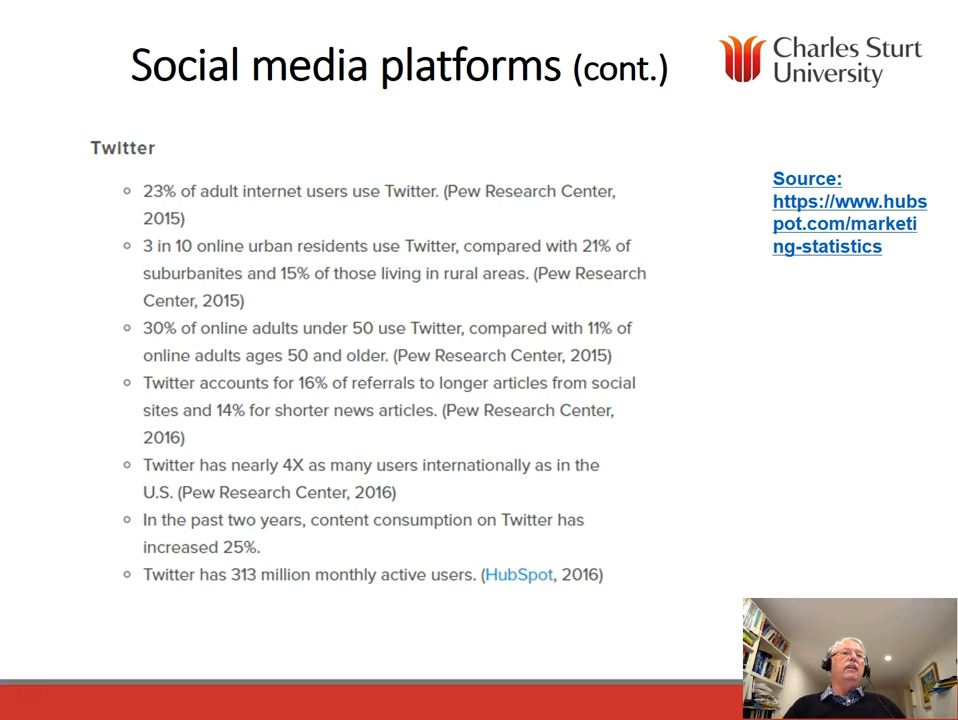 Social media platforms (cont.)
Charles Sturt
University
Twitter
23% of adult internet users use Twitter. (Pew Research Center,
2015)
3 in 10 online urban residents use Twitter, compared with 21% of
suburbanites and 15% of those living in rural areas. (Pew Research
Center, 2015)
30% of online adults under 50 use Twitter, compared with 11% of
online adults ages 50 and older. (Pew Research Center, 2015)
Twitter accounts for 16% of referrals to longer articles from social
sites and 14% for shorter news articles. (Pew Research Center,
2016)
Twitter has nearly 4X as many users internationally as in the
U.S. (Pew Research Center, 2016)
In the past two years, content consumption on Twitter has
increased 25%.
Twitter has 313 million monthly active users. (HubSpot, 2016)
Source:
https://www.hubs
pot.com/marketi
ng-statistics